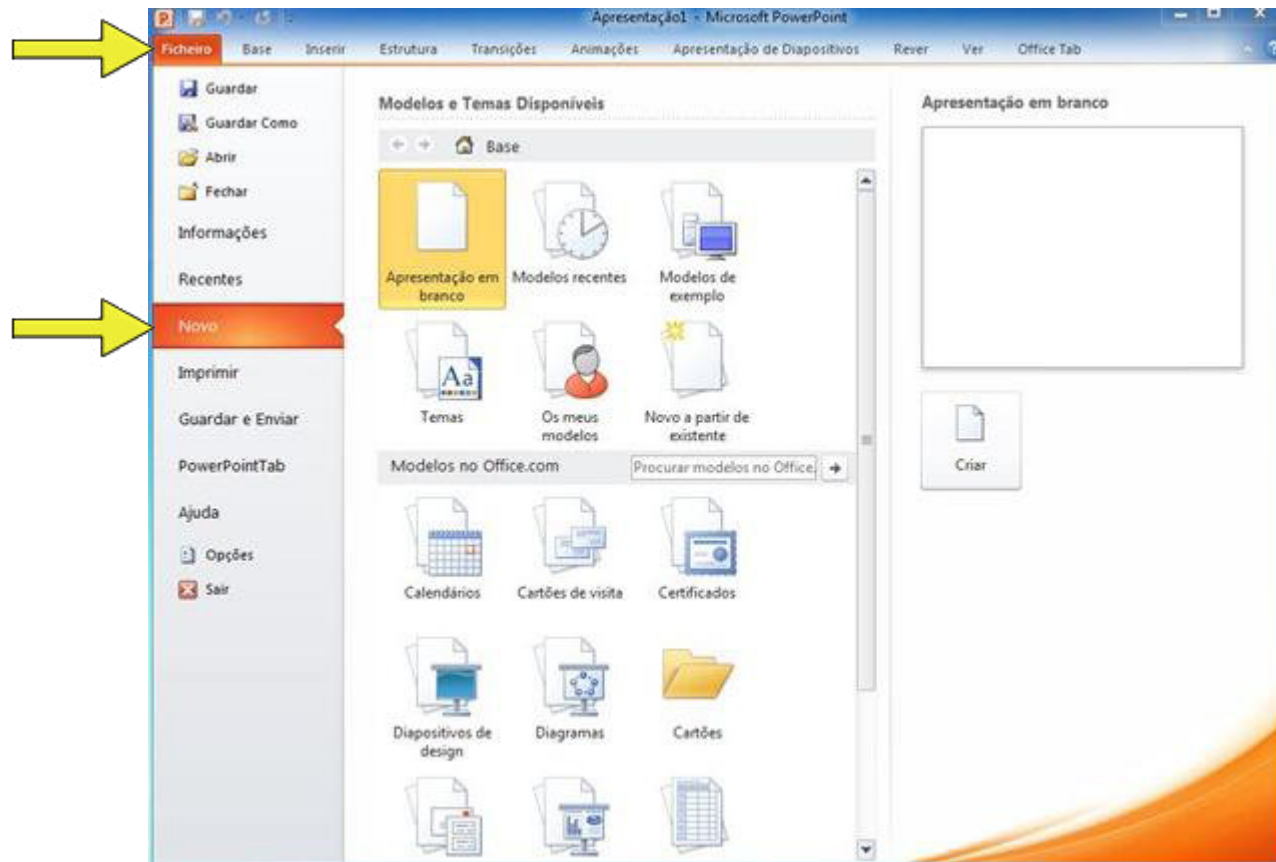 Apresentação1 - Microsoft PowerPoint
Ficheiro Base Inserir Estrutura Transições Animações Apresentação de Diapositivos Rever Ver Office Tab
Guardar
Guardar Como
Abrir
Fechar
Informações
Recentes
Novo
Imprimir
Guardar e Enviar
PowerPointTab
Ajuda
Opções
Sair
Modelos e Temas Disponíveis
Base
Apresentação em
branco
Modelos recentes
Modelos de
exemplo
Temas
Os meus
modelos
Novo a partir de
existente
Modelos no Office.com
Procurar modelos no Office.
Calendários
Cartões de visita
Certificados
Diapositivos de
design
Diagramas
Cartões
Apresentação em branco
Criar